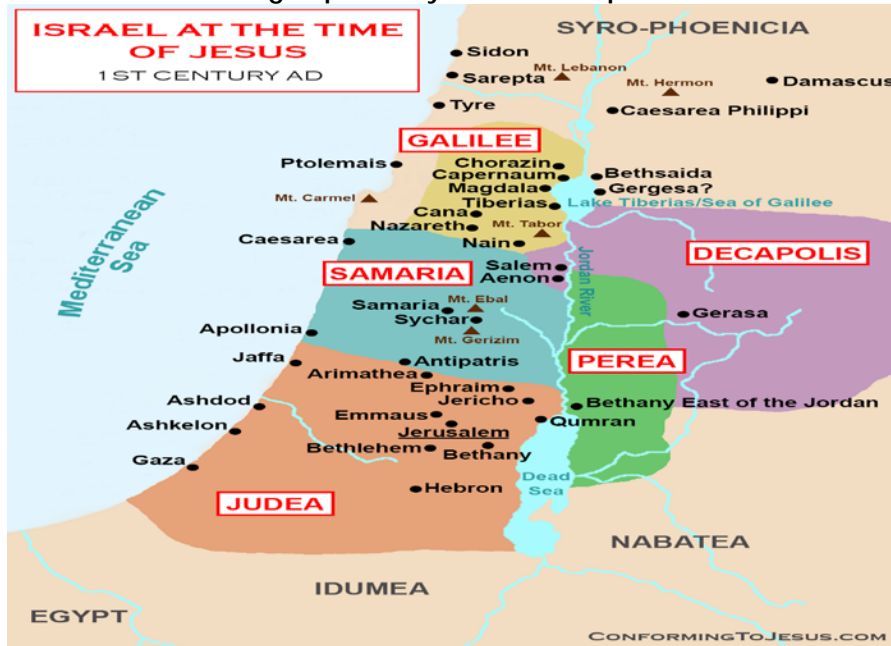 ISRAEL AT THE TIME
OF JESUS
1ST CENTURY AD
SYRO-PHOENICIA
Sidon
Mt. Lebanon
Sarepta
Mt. Hermon
Damascus
Tyre
Caesarea Philippi
GALILEE
Ptolemais
Chorazin
Capernaum
Bethsaida
Magdala
Gergesa?
Mt. Carmel
Tiberias
Lake Tiberias/Sea of Galilee
Cana
Mt. Tabor
Nazareth
Caesarea
Nain
DECAPOLIS
Mediterranean
Sea
SAMARIA
Salem
Aenon
Jordan River
Samaria
Mt. Ebal
Sychar
Gerasa
Mt. Gerizim
Apollonia
Jaffa
Antipatris
PEREA
Arimathea
Ephraim
Jericho
Ashdod
Bethany East of the Jordan
Emmaus
Qumran
Ashkelon
Jerusalem
Bethlehem
Bethany
Gaza
Dead
Sea
Hebron
JUDEA
NABATEA
IDUMEA
EGYPT
CONFORMINGTOJESUS.COM